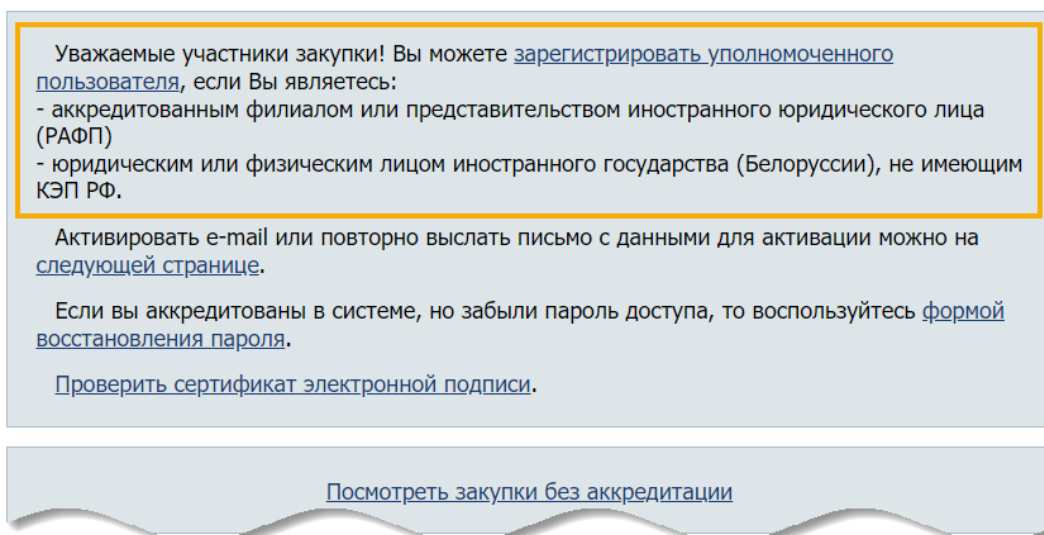 Уважаемые участники закупки! Вы можете зарегистрировать уполномоченного
пользователя, если Вы являетесь:
- аккредитованным филиалом или представительством иностранного юридического лица
(РАФП)
- юридическим или физическим лицом иностранного государства (Белоруссии), не имеющим
КЭП РФ.
Активировать e-mail или повторно выслать письмо с данными для активации можно на
следующей странице.
Если вы аккредитованы в системе, но забыли пароль доступа, то воспользуйтесь формой
восстановления пароля.
Проверить сертификат электронной подписи.
Посмотреть закупки без аккредитации